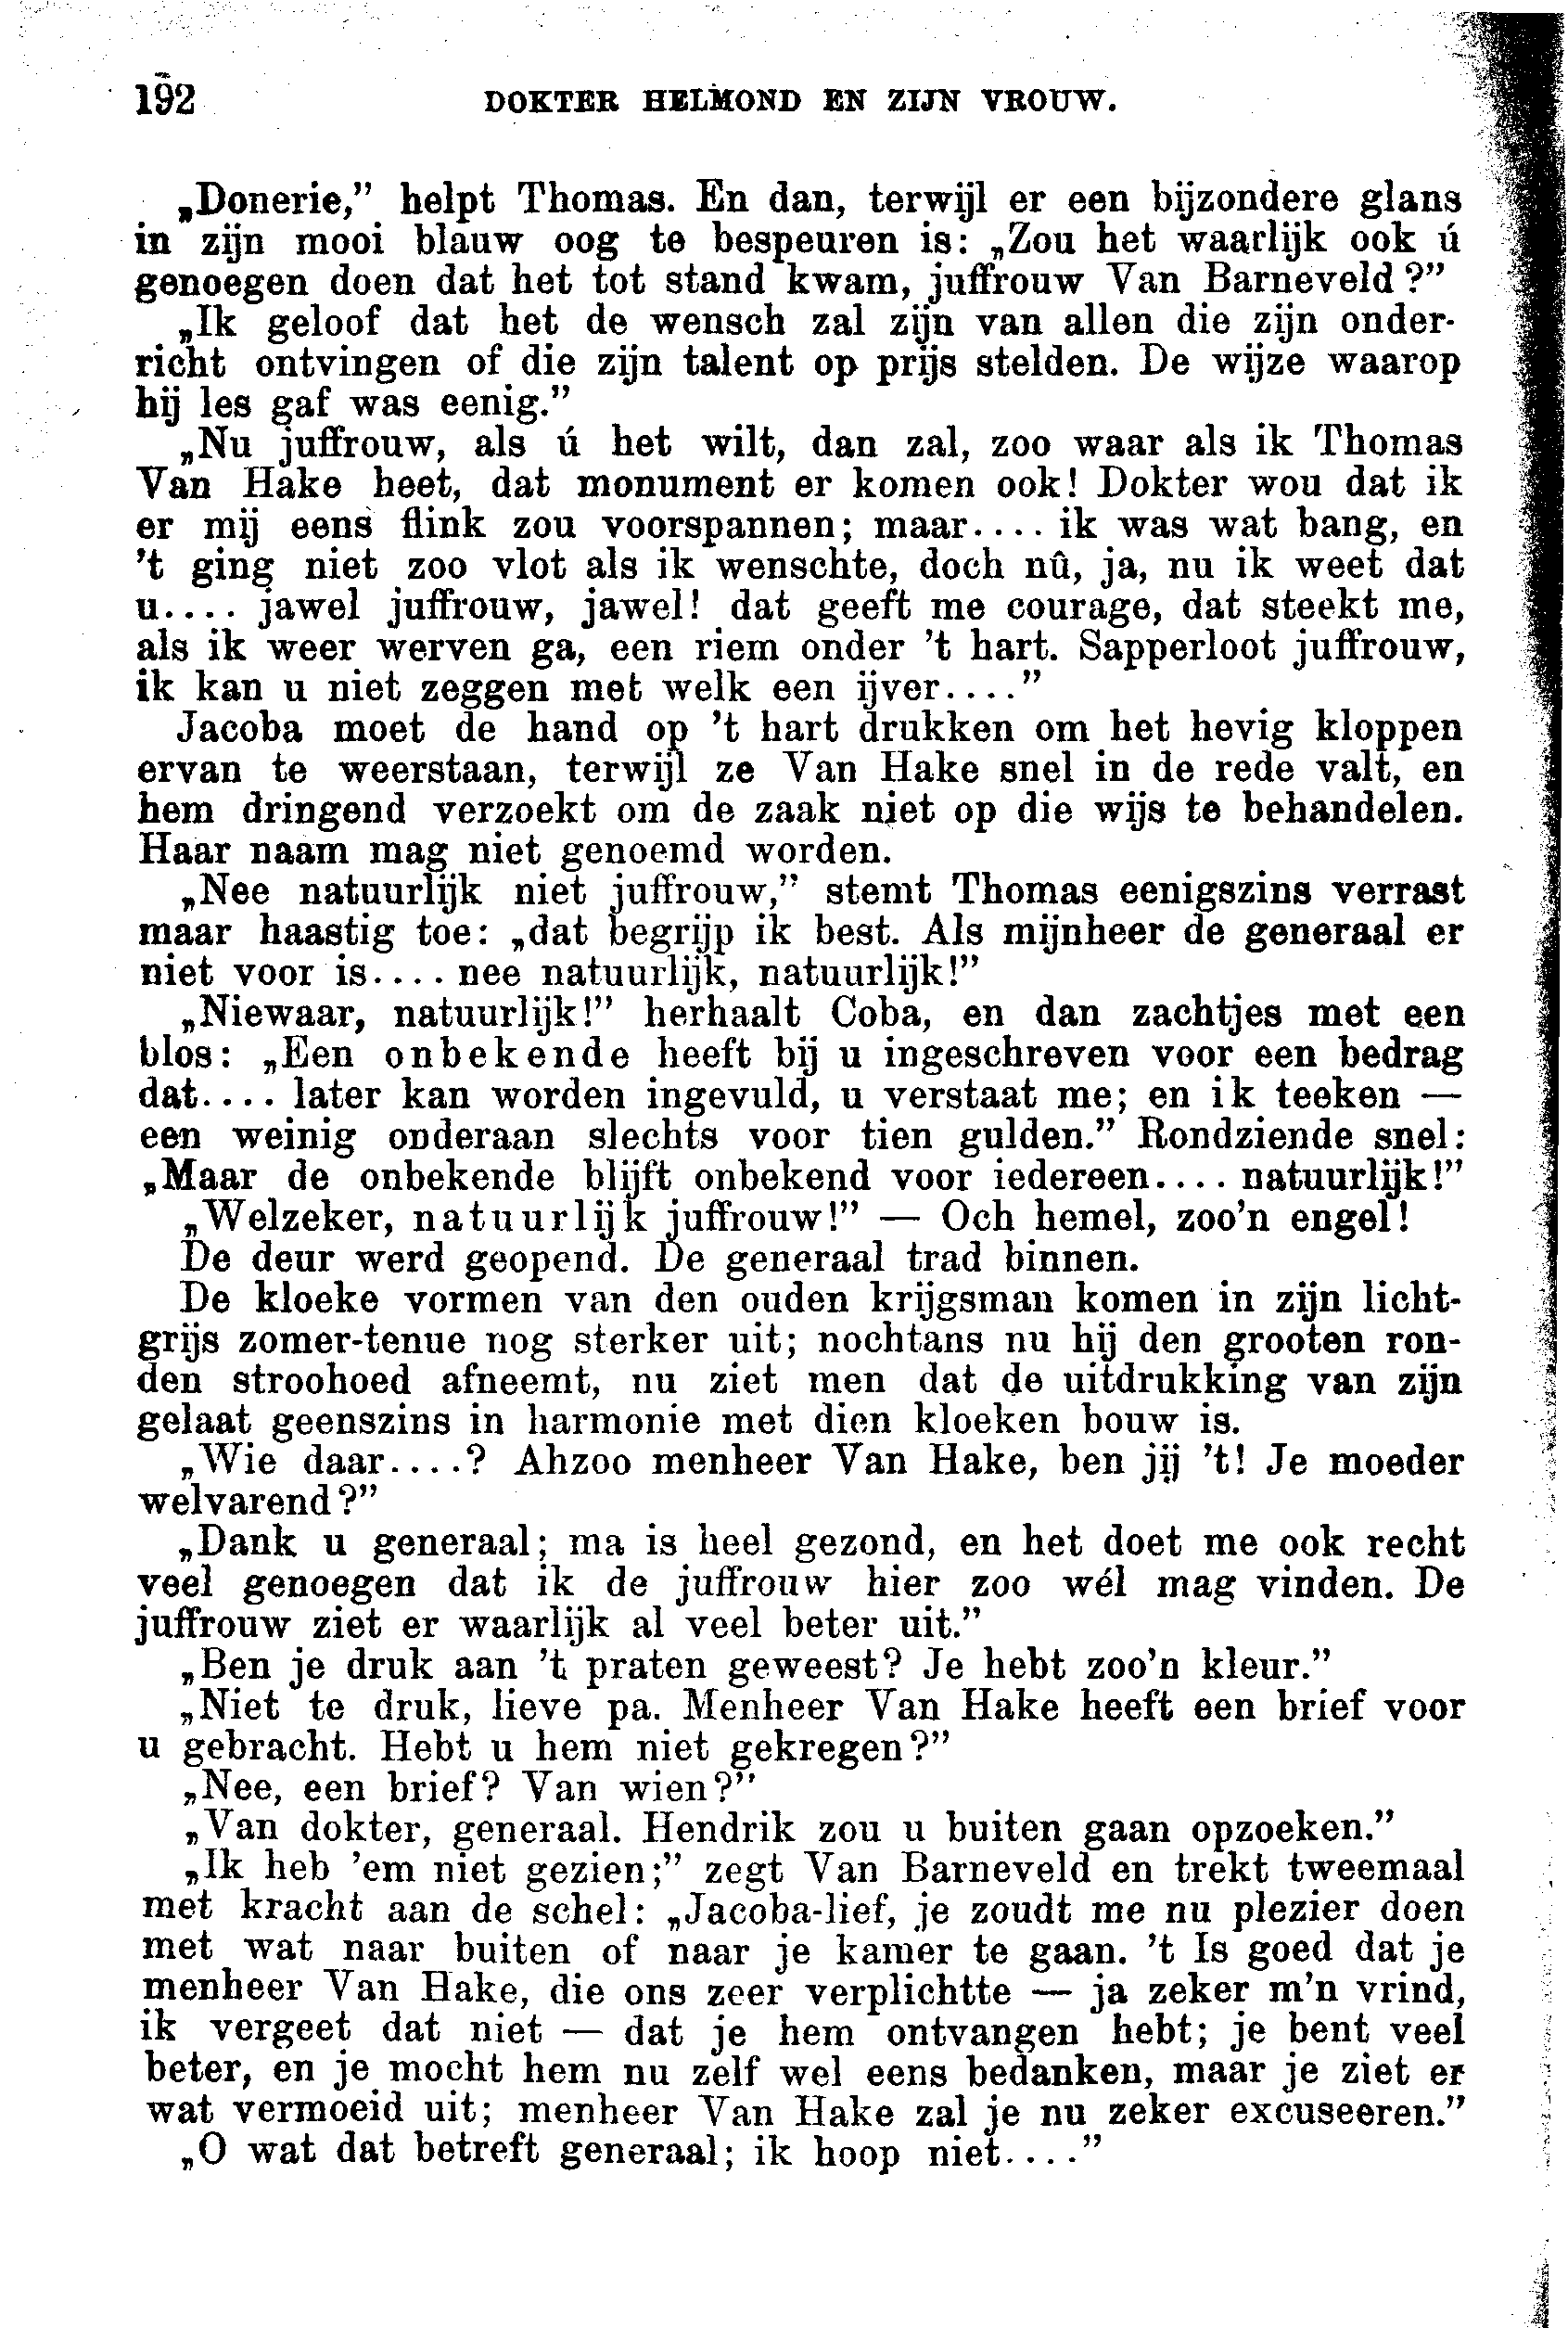 192 DOKTER HELMOND EN ZIJN VROUW.
„Donerie,” helpt Thomas. En dan, terwijl er een bijzondere glans
in zijn mooi blauw oog te bespeuren is: „Zou het waarlijk ook ú
genoegen doen dat het tot stand kwam, juffrouw Van Barneveld?”
„Ik geloof dat het de wensch zal zijn van allen die zijn onder-
richt ontvingen of die zijn talent op prijs stelden. De wijze waarop
hij les gaf was eenig.”
„Nu juffrouw, als ú het wilt, dan zal, zoo waar als ik Thomas
Van Hake heet, dat monument er komen ook! Dokter wou dat ik
er mij eens flink zou voorspannen; maar.... ik was wat bang, en
’t ging niet zoo vlot als ik wenschte, doch nû, ja, nu ik weet dat
u.... jawel juffrouw, jawel! dat geeft me courage, dat steekt me,
als ik weer werven ga, een riem onder ’t hart. Sapperloot juffrouw,
ik kan u niet zeggen met welk een ijver....”
Jacoba moet de hand op ’t hart drukken om het hevig kloppen
ervan te weerstaan, terwijl ze Van Hake snel in de rede valt, en
hem dringend verzoekt om de zaak niet op die wijs te behandelen.
Haar naam mag niet genoemd worden.
„Nee natuurlijk niet juffrouw,” stemt Thomas eenigszins verrast
maar haastig toe: „dat begrijp ik best. Als mijnheer de generaal er
niet voor is.... nee natuurlijk, natuurlijk!”
„Niewaar, natuurlijk!” herhaalt Coba, en dan zachtjes met een
blos: „Een onbekende heeft bij u ingeschreven voor een bedrag
dat.... later kan worden ingevuld, u verstaat me; en ik teeken —
een weinig onderaan slechts voor tien gulden.” Rondziende snel:
„Maar de onbekende blijft onbekend voor iedereen.... natuurlijk!”
„Welzeker, natuurlijk juffrouw!” — Och hemel, zoo’n engel!
De deur werd geopend. De generaal trad binnen.
De kloeke vormen van den ouden krijgsman komen in zijn licht-
grijs zomer-tenue nog sterker uit; nochtans nu hij den grooten ron-
den stroohoed afneemt, nu ziet men dat de uitdrukking van zijn
gelaat geenszins in harmonie met dien kloeken bouw is.
„Wie daar....? Ahzoo menheer Van Hake, ben jij ’t! Je moeder
welvarend?”
„Dank u generaal; ma is heel gezond, en het doet me ook recht
veel genoegen dat ik de juffrouw hier zoo wél mag vinden. De
juffrouw ziet er waarlijk al veel beter uit.”
„Ben je druk aan ’t praten geweest? Je hebt zoo’n kleur.”
„Niet te druk, lieve pa. Menheer Van Hake heeft een brief voor
u gebracht. Hebt u hem niet gekregen?”
„Nee, een brief? Van wien?”
„Van dokter, generaal. Hendrik zou u buiten gaan opzoeken.”
„Ik heb ’em niet gezien;” zegt Van Barneveld en trekt tweemaal
met kracht aan de schel: „Jacoba-lief, je zoudt me nu plezier doen
met wat naar buiten of naar je kamer te gaan. ’t Is goed dat je
menheer Van Hake, die ons zeer verplichtte — ja zeker m’n vrind,
ik vergeet dat niet — dat je hem ontvangen hebt; je bent veel
beter, en je mocht hem nu zelf wel eens bedanken, maar je ziet er
wat vermoeid uit; menheer Van Hake zal je nu zeker excuseeren.”
„O wat dat betreft generaal; ik hoop niet....”